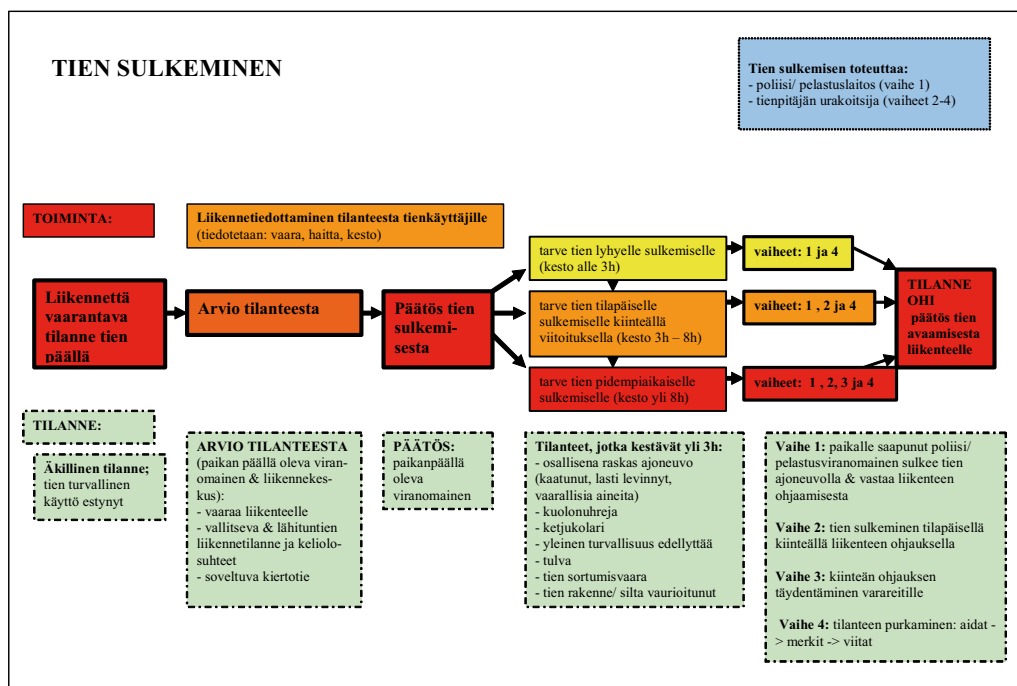 TIEN SULKEMINEN
Tien sulkemisen toteuttaa:
- poliisi/ pelastuslaitos (vaihe 1)
- tienpitäjän urakoitsija (vaiheet 2-4)
TOIMINTA:
Liikennetiedottaminen tilanteesta tienkäyttäjille
(tiedotetaan: vaara, haitta, kesto)
Liikennettä
vaarantava
tilanne tien
päällä
Arvio tilanteesta
Päätös tien
sulkemi-
sesta
tarve tien lyhyelle sulkemiselle
(kesto alle 3h)
vaiheet: 1 ja 4
tarve tien tilapäiselle
sulkemiselle kiinteällä
viitoituksella (kesto 3h – 8h)
vaiheet: 1 , 2 ja 4
tarve tien pidempiaikaiselle
sulkemiselle (kesto yli 8h)
vaiheet: 1 , 2, 3 ja 4
TILANNE
OHI
päätös tien
avaamisesta
liikenteelle
TILANNE:
Äkillinen tilanne;
tien turvallinen
käyttö estynyt
ARVIO TILANTEESTA
(paikan päällä oleva viran-
omainen & liikennekes-
kus):
- vaaraa liikenteelle
- vallitseva & lähituntien
liikennetilanne ja keliolo-
suhteet
- soveltuva kiertotie
PÄÄTÖS:
paikanpäällä
oleva
viranomainen
Tilanteet, jotka kestävät yli 3h:
- osallisena raskas ajoneuvo
(kaatunut, lasti levinnyt,
vaarallisia aineita)
- kuolonuhreja
- ketjukolari
- yleinen turvallisuus edellyttää
- tulva
- tien sortumisvaara
- tien rakenne/ silta vaurioitunut
Vaihe 1: paikalle saapunut poliisi/
pelastusviranomainen sulkee tien
ajoneuvolla & vastaa liikenteen
ohjaamisesta
Vaihe 2: tien sulkeminen tilapäisellä
kiinteällä liikenteen ohjauksella
Vaihe 3: kiinteän ohjauksen
täydentäminen varareitille
Vaihe 4: tilanteen purkaminen: aidat -
> merkit -> viitat